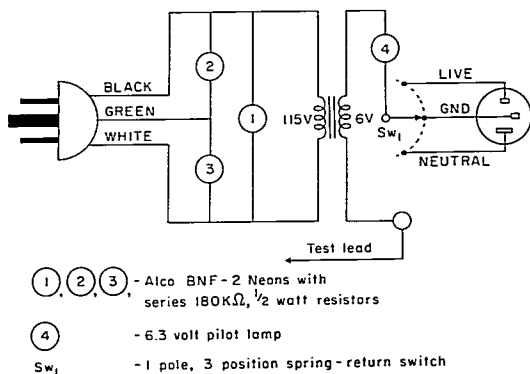 BLACK
GREEN
WHITE
2
3
1
115V
6V
4
Sw1
LIVE
GND
NEUTRAL
Test lead
1, 2, 3, - Alco BNF-2 Neons with
series 180KΩ, 1/2 watt resistors
4 - 6.3 volt pilot lamp
Sw1 - 1 pole, 3 position spring-return switch